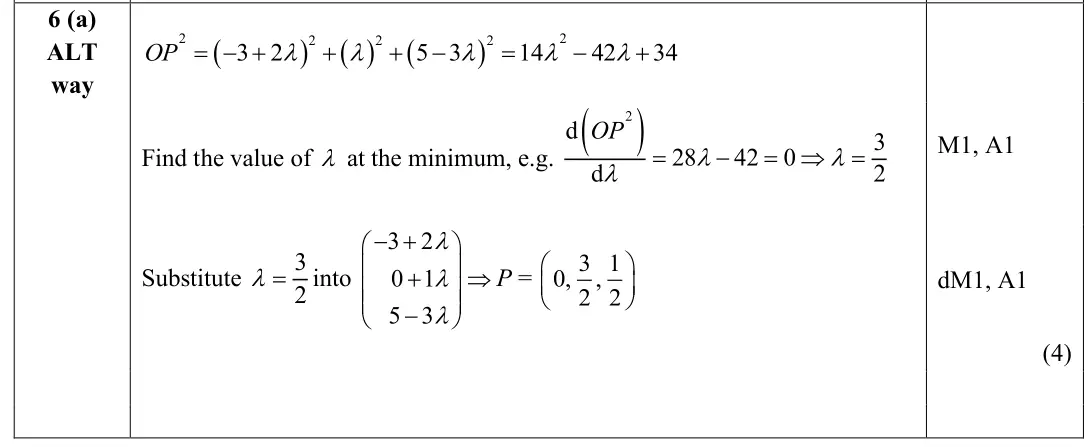 6 (a)
ALT
way
OP² = (−3 + 2λ)² + (λ)² + (5 − 3λ)² = 14λ² − 42λ + 34
Find the value of λ at the minimum, e.g. d(OP²)/dλ = 28λ − 42 = 0 ⇒ λ = 3/2
M1, A1
Substitute λ = 3/2 into (−3 + 2λ, 0 + 1λ, 5 − 3λ) ⇒ P = (0, 3/2, 1/2)
dM1, A1
(4)